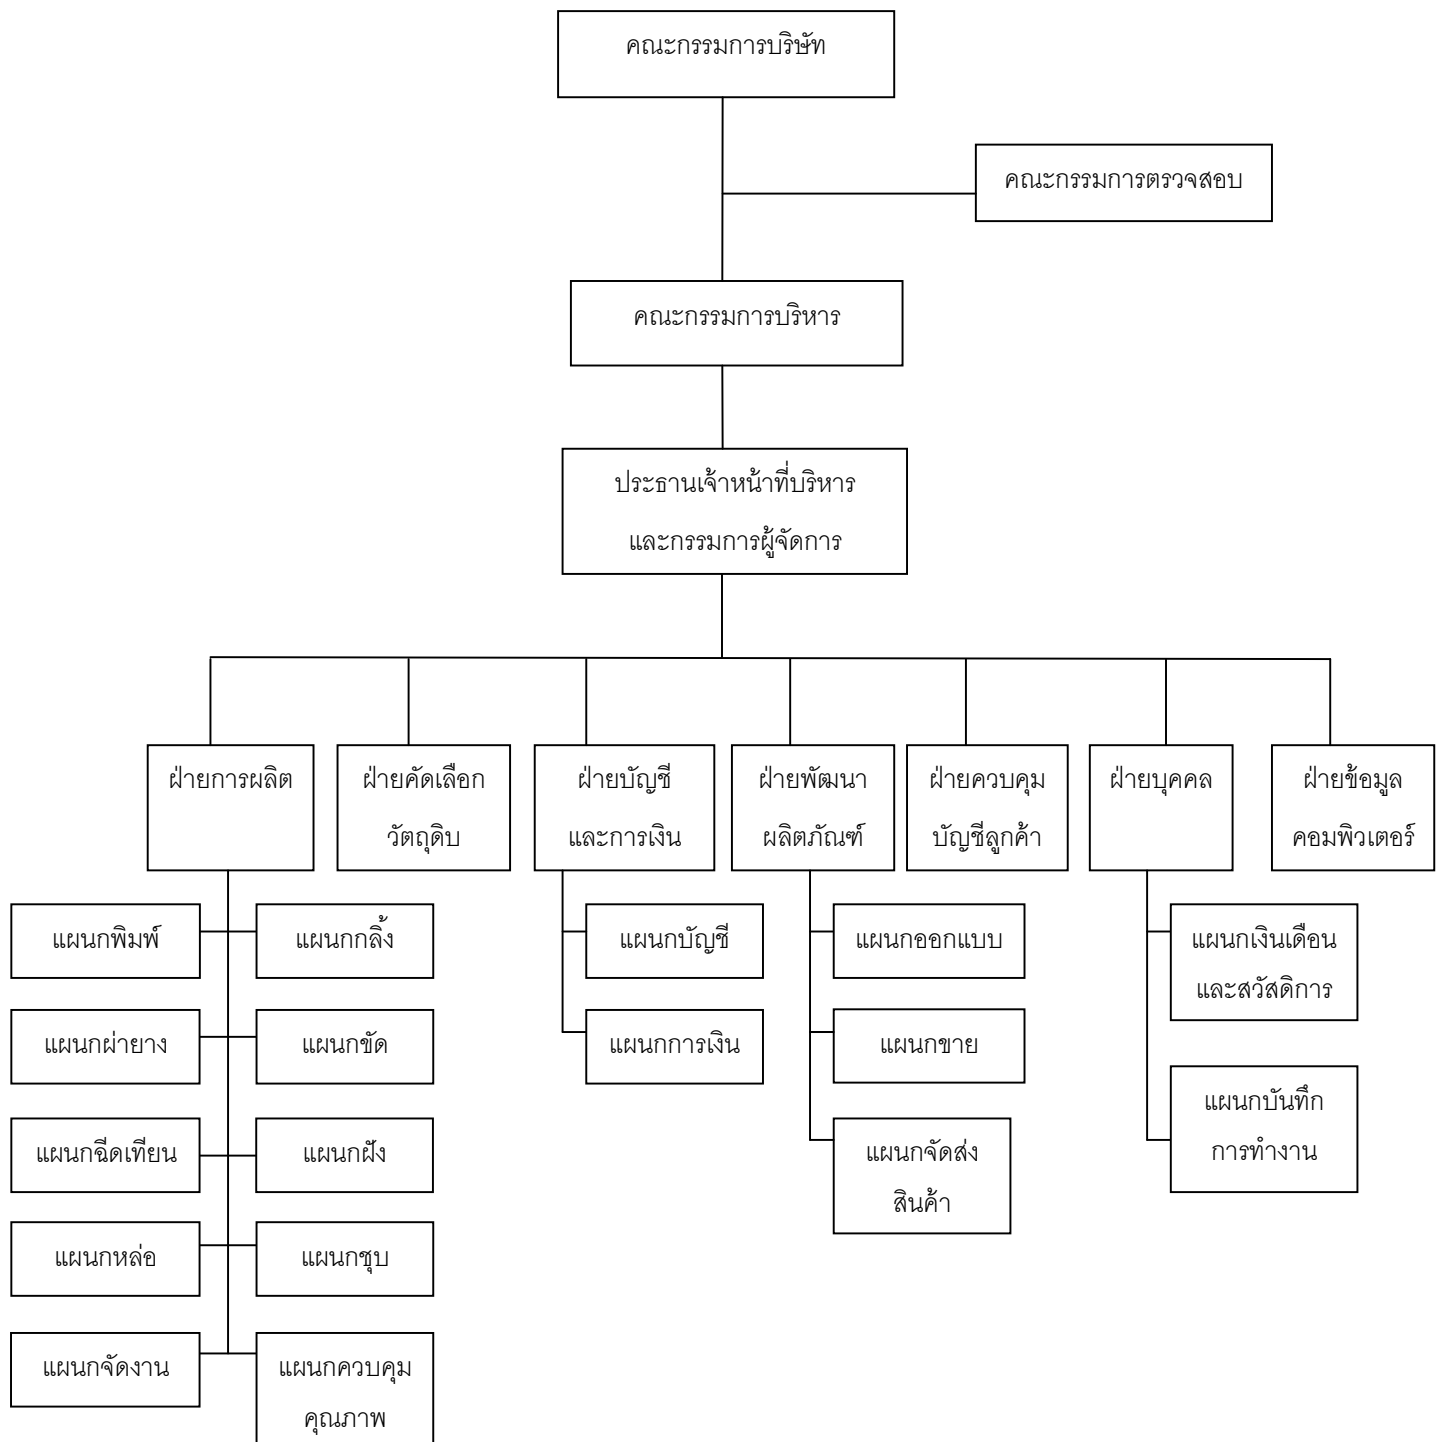 คณะกรรมการบริษัท
คณะกรรมการตรวจสอบ
คณะกรรมการบริหาร
ประธานเจ้าหน้าที่บริหาร
และกรรมการผู้จัดการ
ฝ่ายการผลิต
ฝ่ายคัดเลือก
วัตถุดิบ
ฝ่ายบัญชี
และการเงิน
ฝ่ายพัฒนา
ผลิตภัณฑ์
ฝ่ายควบคุม
บัญชีลูกค้า
ฝ่ายบุคคล
ฝ่ายข้อมูล
คอมพิวเตอร์
แผนกพิมพ์
แผนกกลิ้ง
แผนกบัญชี
แผนกออกแบบ
แผนกเงินเดือน
และสวัสดิการ
แผนกผ่ายาง
แผนกขัด
แผนกการเงิน
แผนกขาย
แผนกบันทึก
การทำงาน
แผนกฉีดเทียน
แผนกฝัง
แผนกจัดส่ง
สินค้า
แผนกหล่อ
แผนกชุบ
แผนกจัดงาน
แผนกควบคุม
คุณภาพ